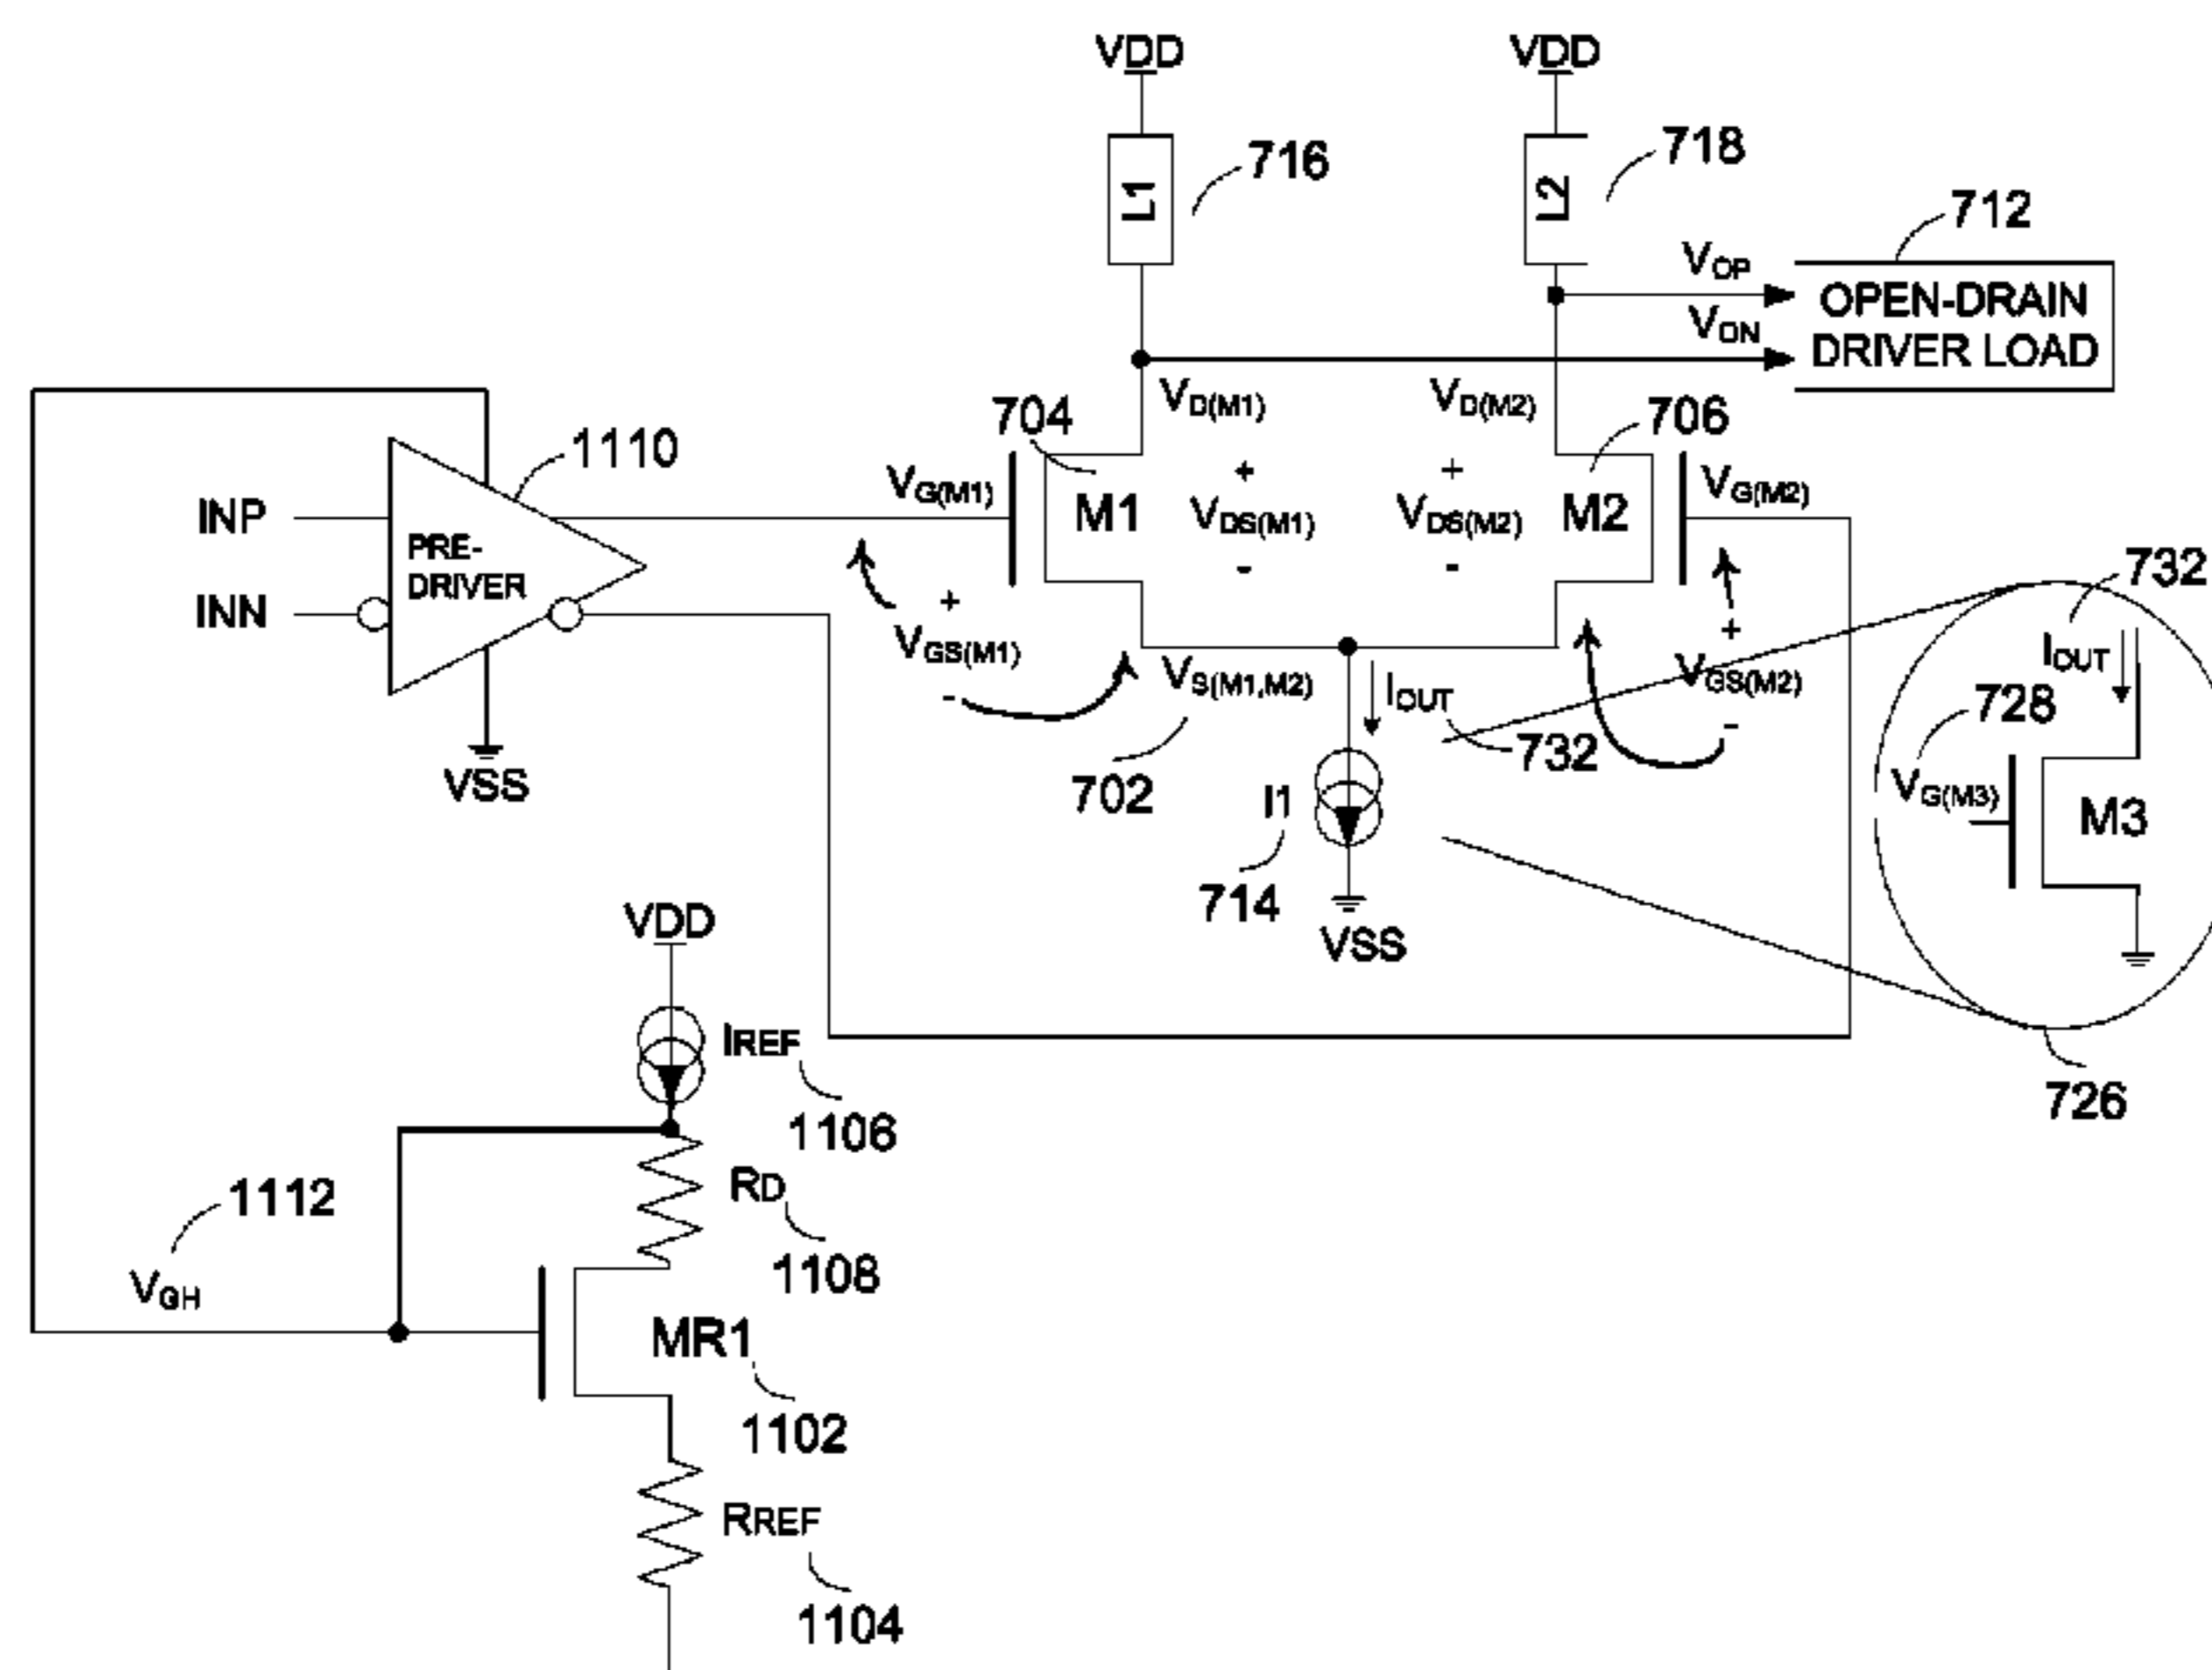 VDD
VDD
716
718
L1
L2
712
VOP
VON
OPEN-DRAIN
DRIVER LOAD
VD(M1)
VD(M2)
704
706
1110
INP
INN
PRE-
DRIVER
VSS
VG(M1)
M1
+
VDS(M1)
-
+
VDS(M2)
-
M2
VG(M2)
+
VGS(M1)
-
VS(M1,M2)
702
IOUT
732
+
VGS(M2)
-
I1
714
VSS
732
IOUT
728
VG(M3)
M3
726
VDD
IREF
1106
RD
1108
1112
VGH
MR1
1102
RREF
1104